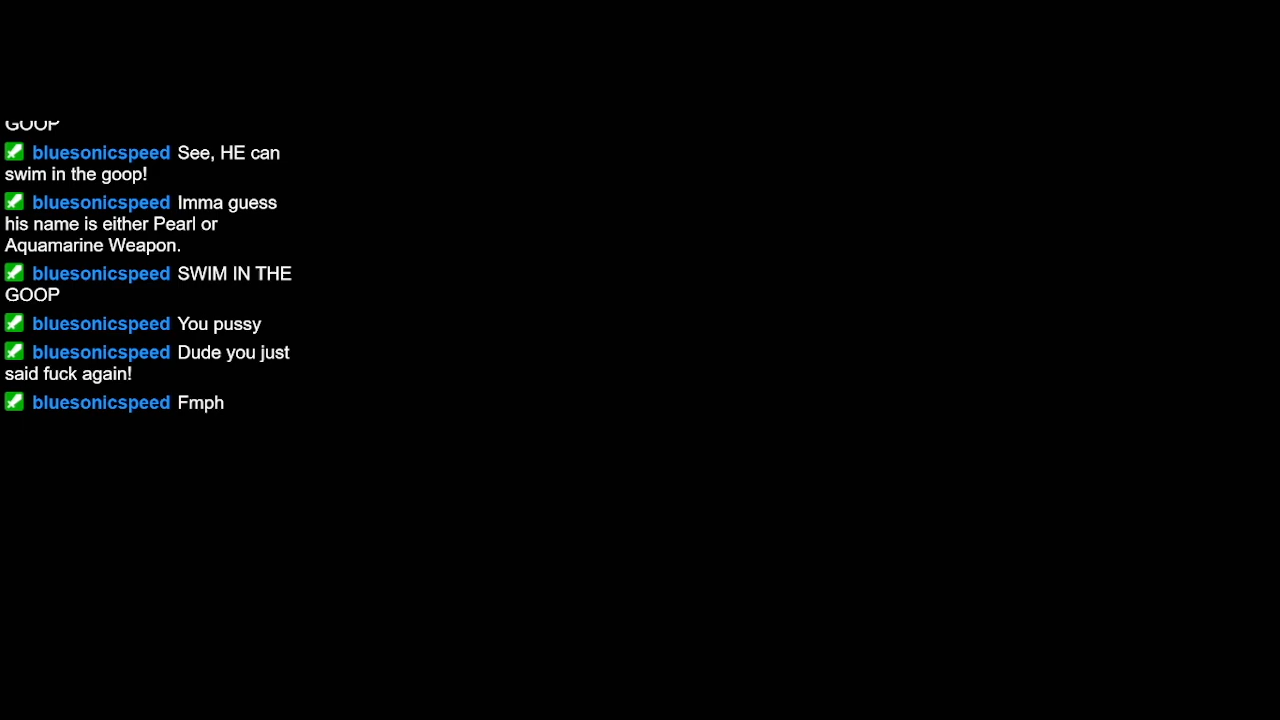 GOOP
bluesonicspeed See, HE can
swim in the goop!
bluesonicspeed Imma guess
his name is either Pearl or
Aquamarine Weapon.
bluesonicspeed SWIM IN THE
GOOP
bluesonicspeed You pussy
bluesonicspeed Dude you just
said fuck again!
bluesonicspeed Fmph